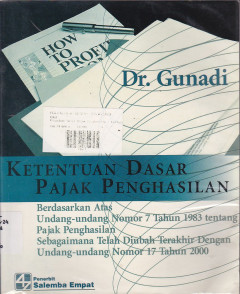 HOW
TO
PROFIT
Dr. Gunadi
KETENTUAN DASAR
PAJAK PENGHASILAN
Berdasarkan Atas
Undang-undang Nomor 7 Tahun 1983 tentang
Pajak Penghasilan
Sebagaimana Telah Diubah Terakhir Dengan
Undang-undang Nomor 17 Tahun 2000
Penerbit
Salemba Empat